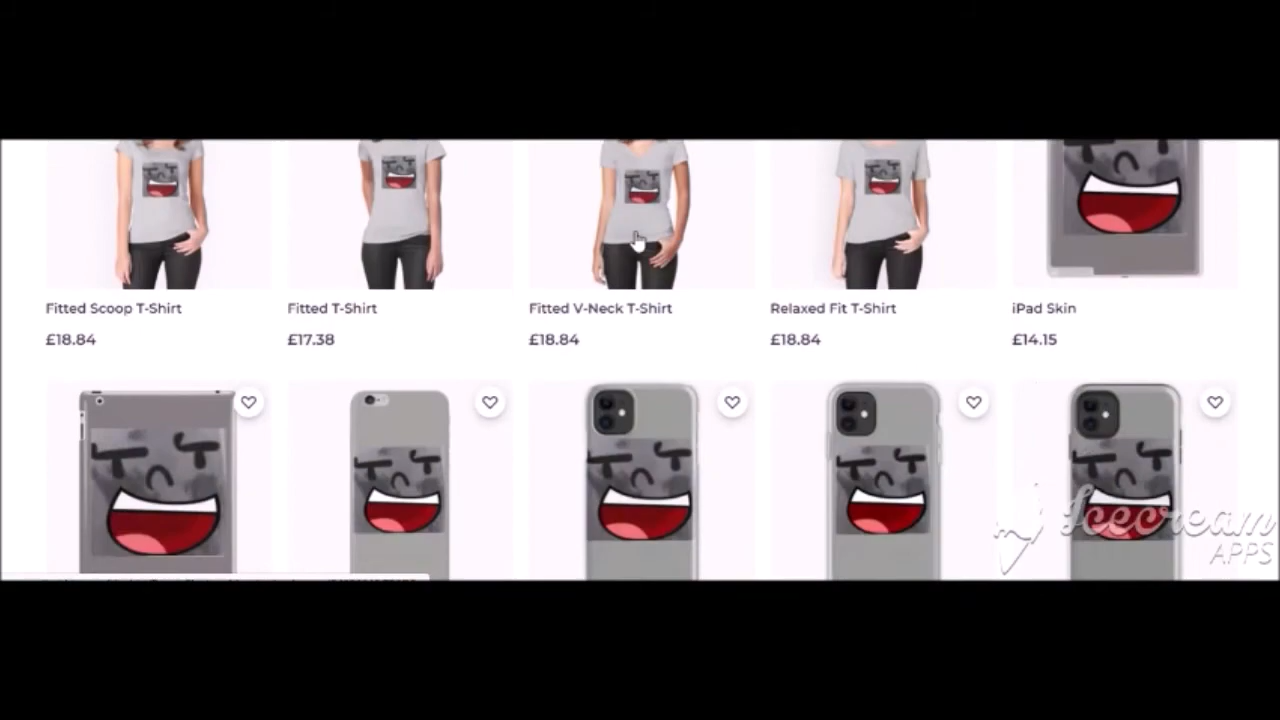 Fitted Scoop T-Shirt
Fitted T-Shirt
Fitted V-Neck T-Shirt
Relaxed Fit T-Shirt
iPad Skin
£18.84
£17.38
£18.84
£18.84
£14.15
Icecream
APPS